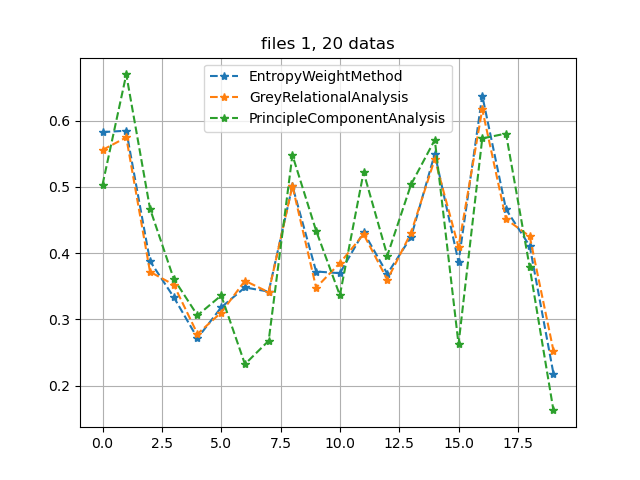 files 1, 20 datas
EntropyWeightMethod
GreyRelationalAnalysis
PrincipleComponentAnalysis
0.6
0.5
0.4
0.3
0.2
0.0 2.5 5.0 7.5 10.0 12.5 15.0 17.5